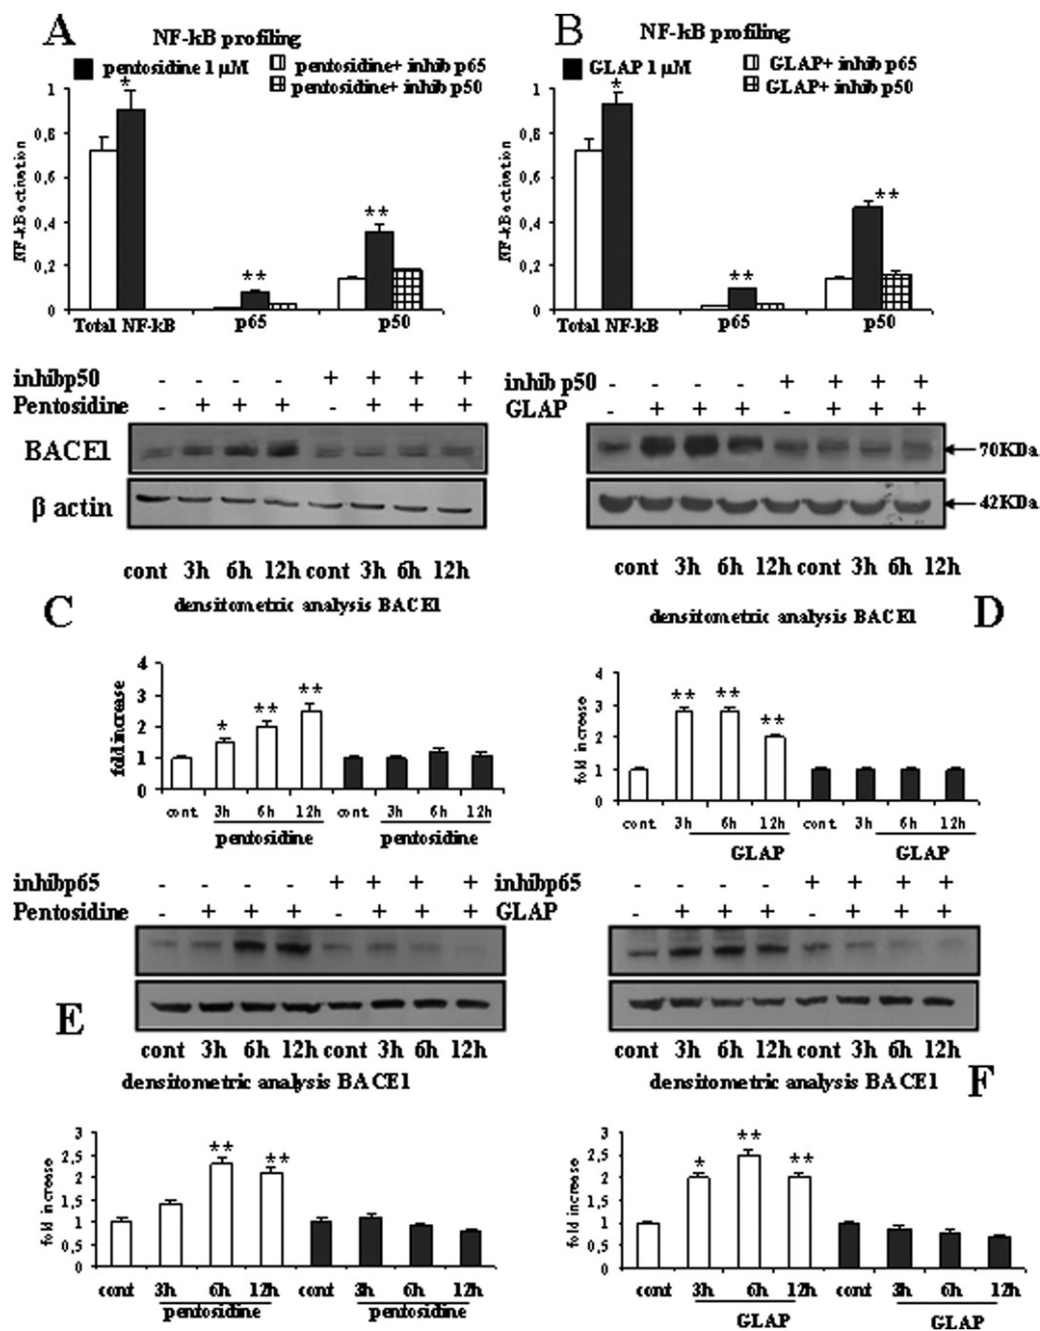 A
NF-kB profiling
pentosidine 1 μM
pentosidine+ inhib p65
pentosidine+ inhib p50
NF-kB activation
1
0,8
0,6
0,4
0,2
0
*
**
**
Total NF-kB p65 p50
B
NF-kB profiling
GLAP 1 μM
GLAP+ inhib p65
GLAP+ inhib p50
NF-kB activation
1
0,8
0,6
0,4
0,2
0
*
**
**
Total NF-kB p65 p50
inhibp50 - - - - + + + +
Pentosidine - + + + - + + +
BACE1
β actin
cont 3h 6h 12h cont 3h 6h 12h
densitometric analysis BACE1
C
inhib p50 - - - - + + + +
GLAP - + + + - + + +
70KDa
42KDa
cont 3h 6h 12h cont 3h 6h 12h
densitometric analysis BACE1
D
fold increase
4
3
2
1
0
* ** **
cont 3h 6h 12h cont 3h 6h 12h
pentosidine pentosidine
fold increase
4
3
2
1
0
** ** **
cont 3h 6h 12h cont 3h 6h 12h
GLAP GLAP
inhibp65 - - - - + + + +
Pentosidine - + + + - + + +
E
cont 3h 6h 12h cont 3h 6h 12h
densitometric analysis BACE1
inhibp65 - - - - + + + +
GLAP - + + + - + + +
cont 3h 6h 12h cont 3h 6h 12h
densitometric analysis BACE1
F
fold increase
3
2,5
2
1,5
1
0,5
0
** **
cont 3h 6h 12h cont 3h 6h 12h
pentosidine pentosidine
fold increase
3
2,5
2
1,5
1
0,5
0
* ** **
cont 3h 6h 12h cont 3h 6h 12h
GLAP GLAP